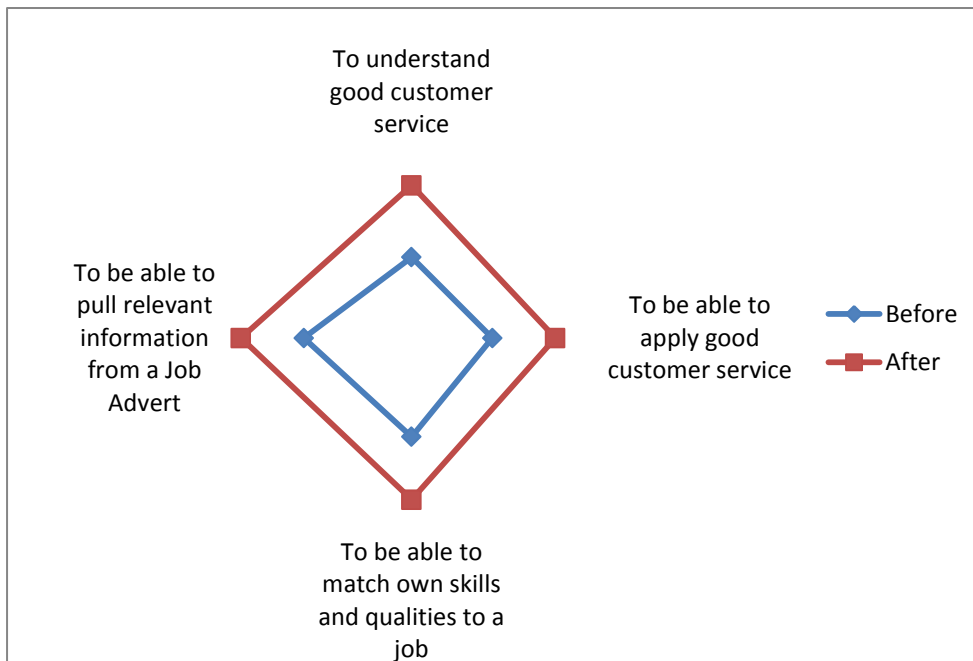 To understand
good customer
service
To be able to
pull relevant
information
from a Job
Advert
To be able to
apply good
customer service
Before
After
To be able to
match own skills
and qualities to a
job